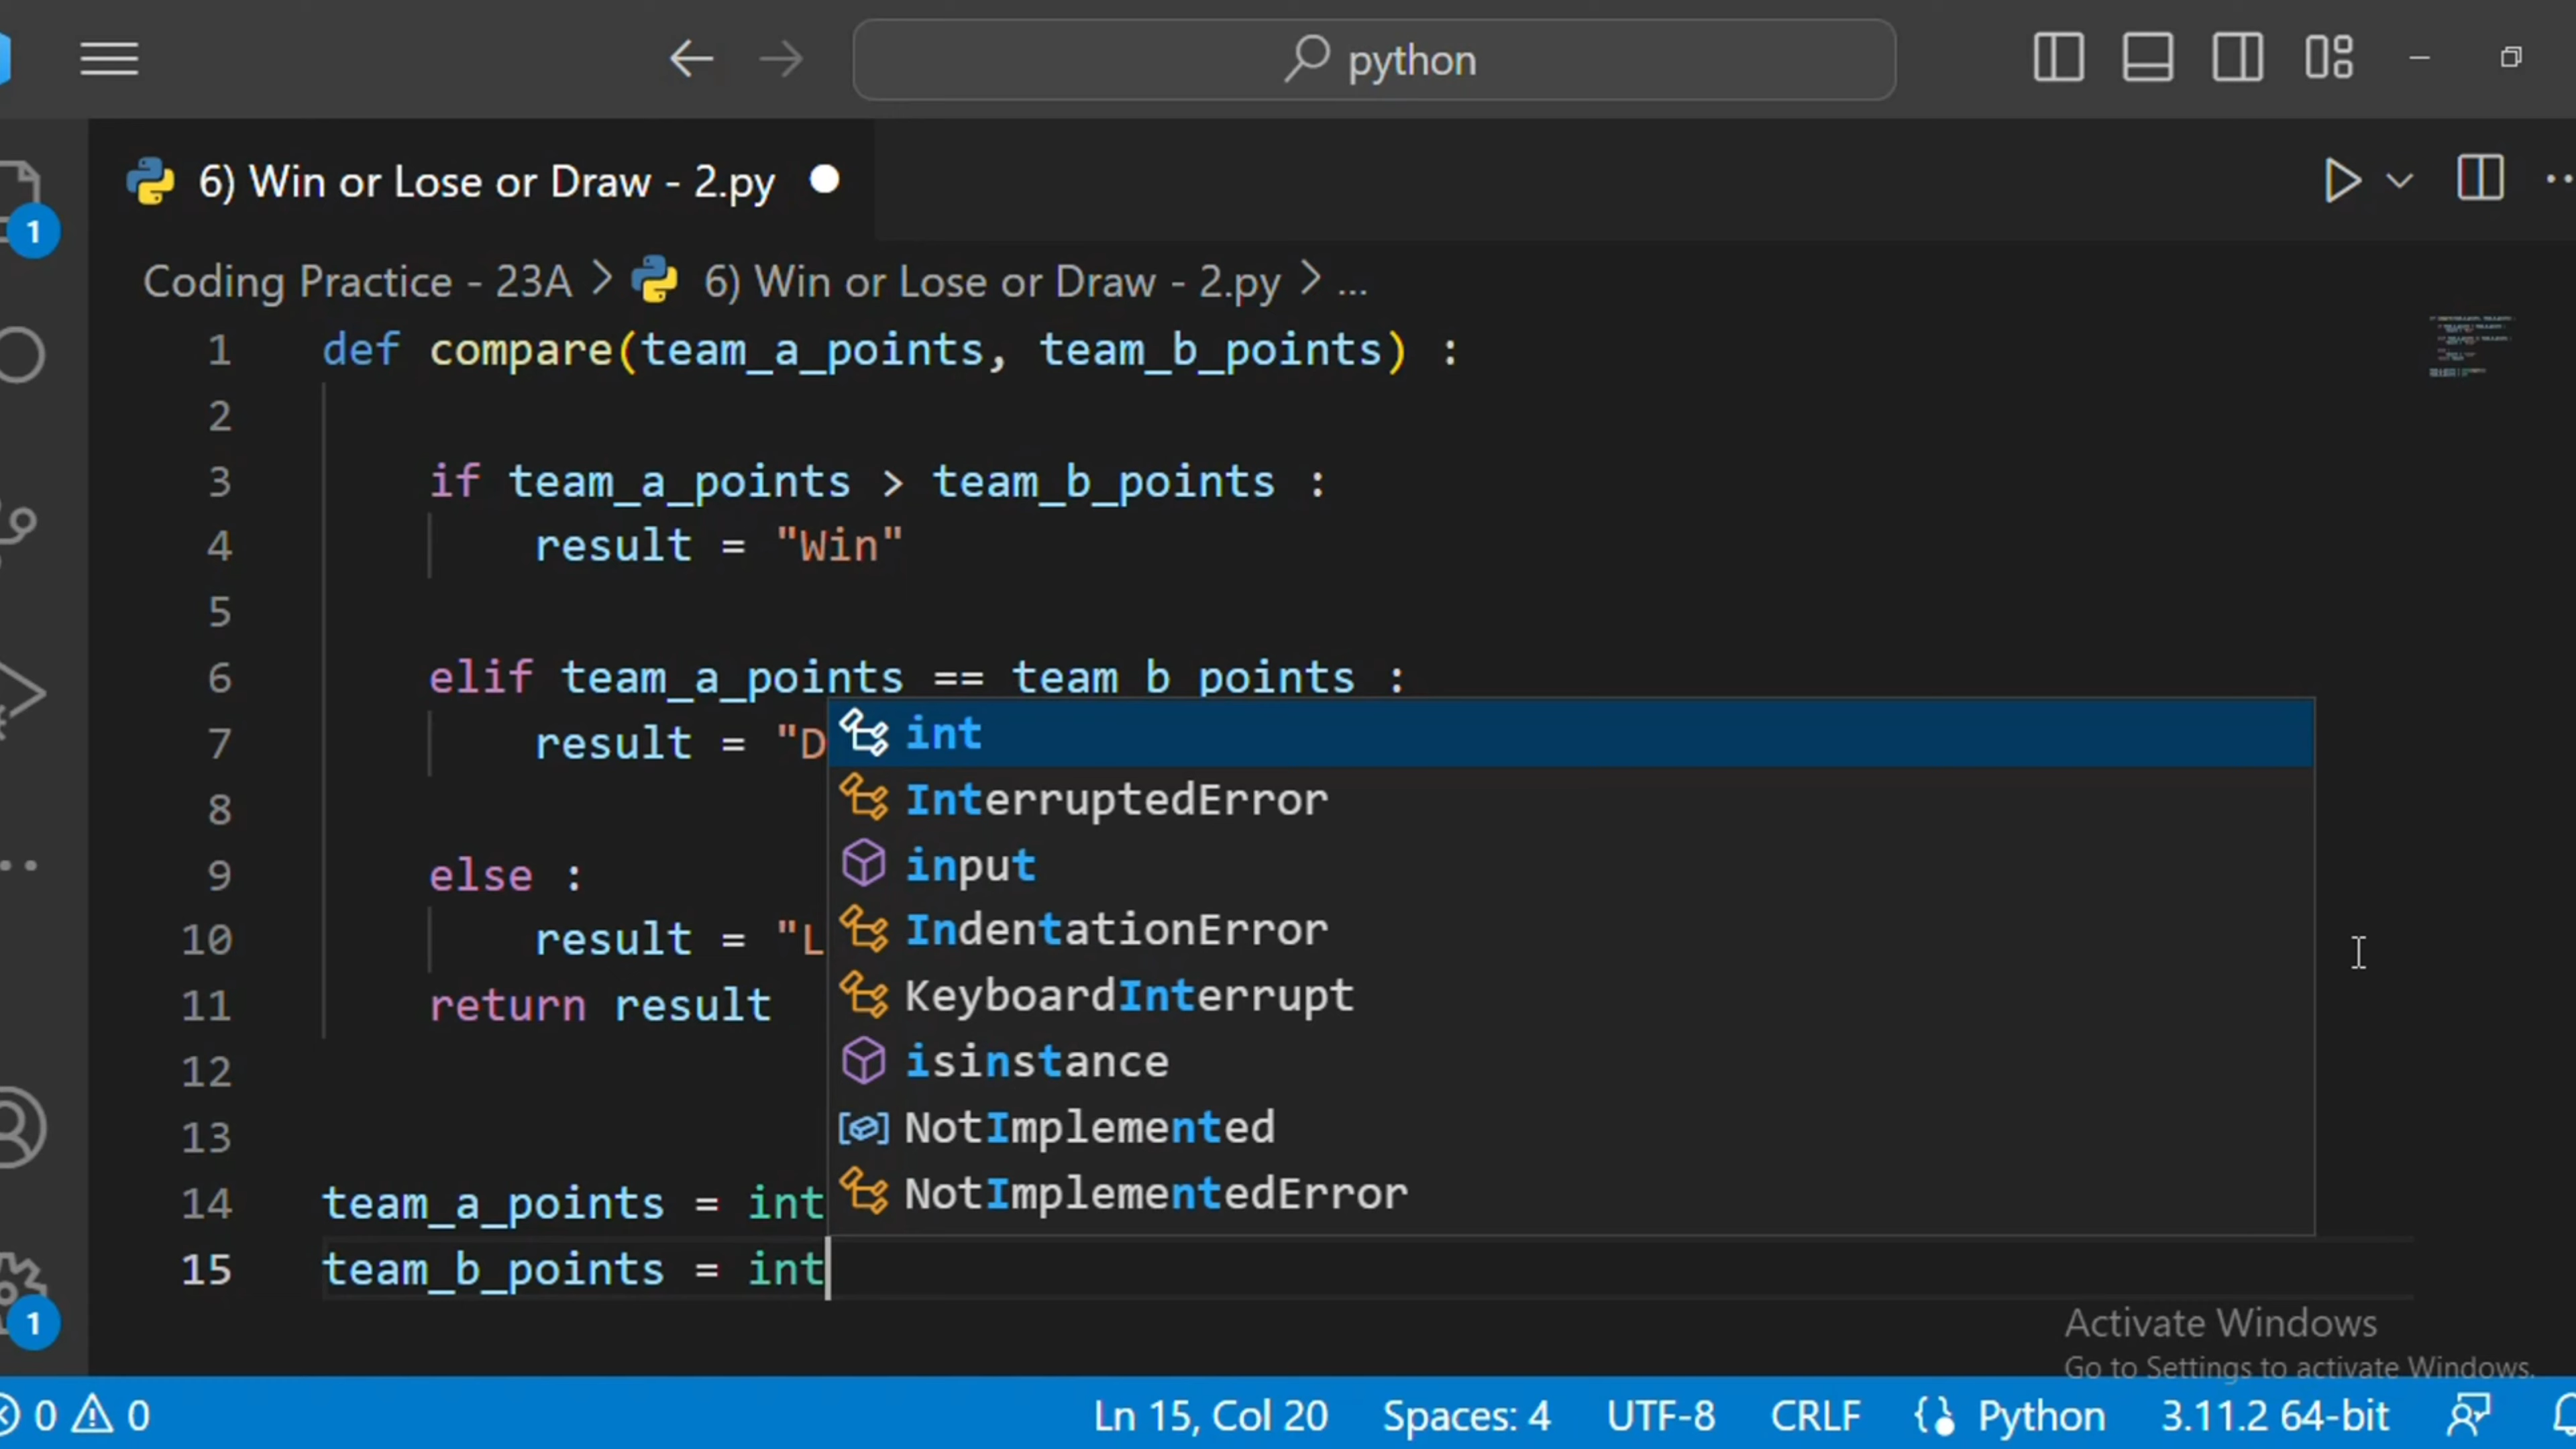 python
6) Win or Lose or Draw - 2.py
1
Coding Practice - 23A > 6) Win or Lose or Draw - 2.py > ...
1 def compare(team_a_points, team_b_points) :
2
3 if team_a_points > team_b_points :
4 result = "Win"
5
6 elif team_a_points == team_b_points :
7 result = "D
8
9 else :
10 result = "L
11 return result
12
13
14 team_a_points = int
15 team_b_points = int
int
InterruptedError
input
IndentationError
KeyboardInterrupt
isinstance
NotImplemented
NotImplementedError
1
Activate Windows
Go to Settings to activate Windows.
0 0 Ln 15, Col 20 Spaces: 4 UTF-8 CRLF Python 3.11.2 64-bit